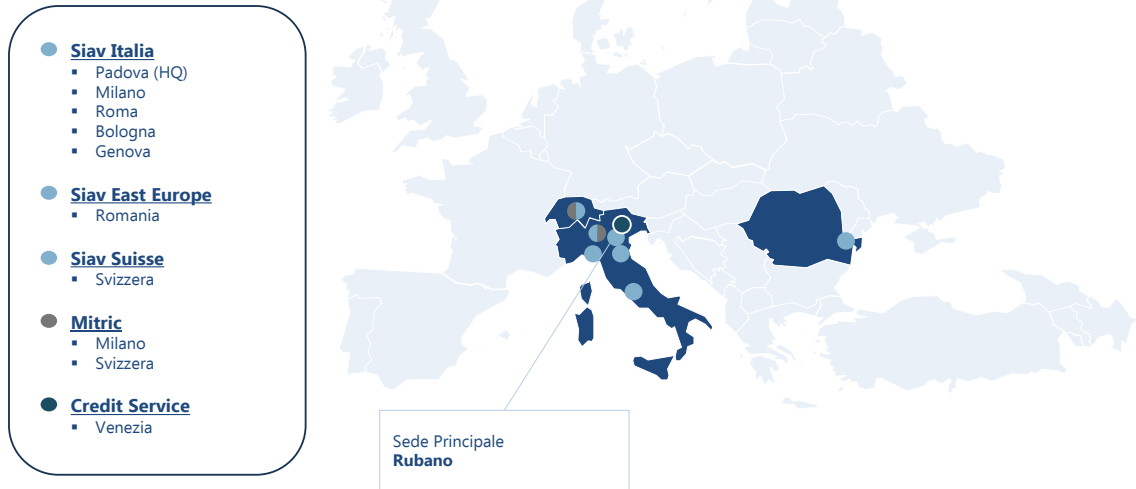 Siav Italia
▪ Padova (HQ)
▪ Milano
▪ Roma
▪ Bologna
▪ Genova
Siav East Europe
▪ Romania
Siav Suisse
▪ Svizzera
Mitric
▪ Milano
▪ Svizzera
Credit Service
▪ Venezia
Sede Principale
Rubano